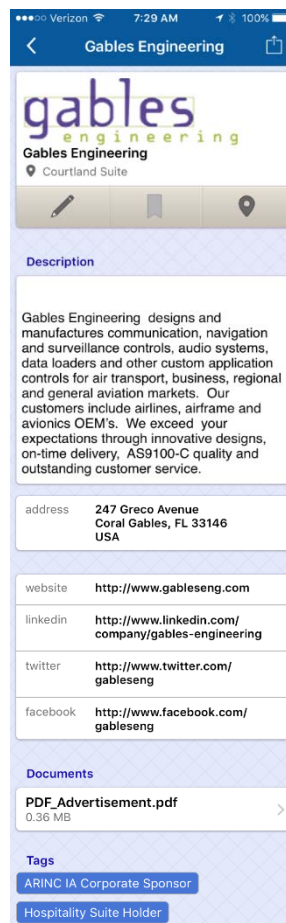 Verizon 7:29 AM 100%
Gables Engineering
gables
engineering
Gables Engineering
Courtland Suite
Description
Gables Engineering designs and
manufactures communication, navigation
and surveillance controls, audio systems,
data loaders and other custom application
controls for air transport, business, regional
and general aviation markets. Our
customers include airlines, airframe and
avionics OEM's. We exceed your
expectations through innovative designs,
on-time delivery, AS9100-C quality and
outstanding customer service.
address 247 Greco Avenue
Coral Gables, FL 33146
USA
website http://www.gableseng.com
linkedin http://www.linkedin.com/
company/gables-engineering
twitter http://www.twitter.com/
gableseng
facebook http://www.facebook.com/
gableseng
Documents
PDF_Advertisement.pdf
0.36 MB
Tags
ARINC IA Corporate Sponsor
Hospitality Suite Holder